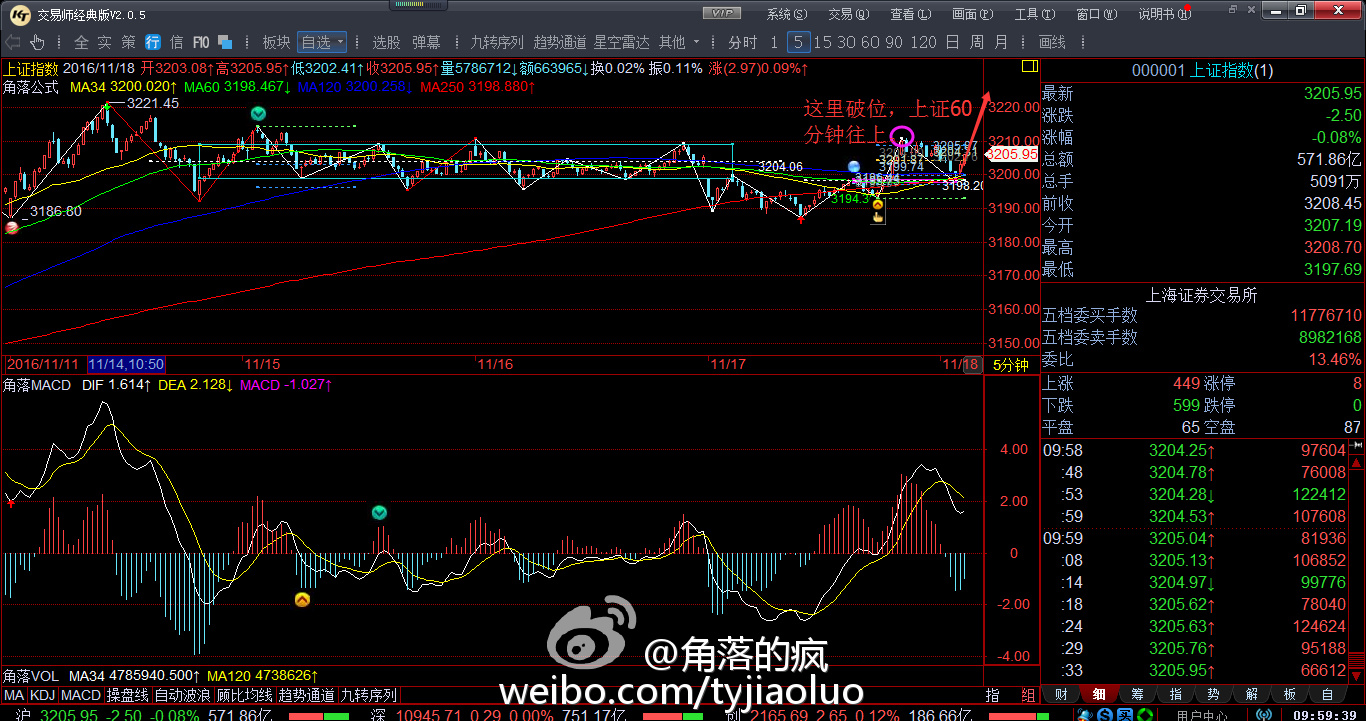 交易师经典版V2.0.5
VIP
系统(S) 交易(Q) 查看(L) 画面(P) 工具(T) 窗口(W) 说明书(H)
全 实 策 行 信 F10 板块 自选 选股 弹幕 九转序列 趋势通道 星空雷达 其他 分时 1 5 15 30 60 90 120 日 周 月 画线
上证指数 2016/11/18 开3203.08↑高3205.95↑低3202.41↑收3205.95↑量5786712↓额663965↓换0.02% 振0.11% 涨(2.97)0.09%↑
角落公式 MA34 3200.020↑ MA60 3198.467↓ MA120 3200.258↓ MA250 3198.880↑
3221.45
这里破位，上证60
分钟往上
3186.80
3204.06
3194.3
3198.20
3220.00
3210.00
3205.95
3200.00
3190.00
3180.00
3170.00
3160.00
3150.00
2016/11/11 11/14,10:50 11/15 11/16 11/17 11/18 5分钟
角落MACD DIF 1.614↑ DEA 2.128↓ MACD -1.027↑
4.00
2.00
0
-2.00
-4.00
角落VOL MA34 4785940.500↑ MA120 4738626↑
MA KDJ MACD 操盘线 自动波浪 顾比均线 趋势通道 九转序列 指 组
@角落的疯
weibo.com/tyjiaoluo
000001 上证指数(1)
最新 3205.95
涨跌 -2.50
涨幅 -0.08%
总额 571.86亿
总手 5091万
前收 3208.45
今开 3207.19
最高 3208.70
最低 3197.69
上海证券交易所
五档委买手数 11776710
五档委卖手数 8982168
委比 13.46%
上涨 449 涨停 8
下跌 599 跌停 0
平盘 65 空盘 87
09:58 3204.25↑ 97604
:48 3204.78↑ 76008
:53 3204.28↓ 122412
:59 3204.53↑ 107608
09:59 3205.04↑ 81936
:08 3205.13↑ 106852
:14 3204.97↓ 99776
:18 3205.62↑ 78040
:24 3205.63↑ 124624
:29 3205.76↑ 95188
:33 3205.95↑ 66612
财 细 筹 指 势 解 板 自
沪 3205.95 -2.50 -0.08% 571.86亿 深 10945.71 0.29 0.00% 751.17亿 创 2165.69 2.65 0.12% 186.66亿 用户中心 09:59:39